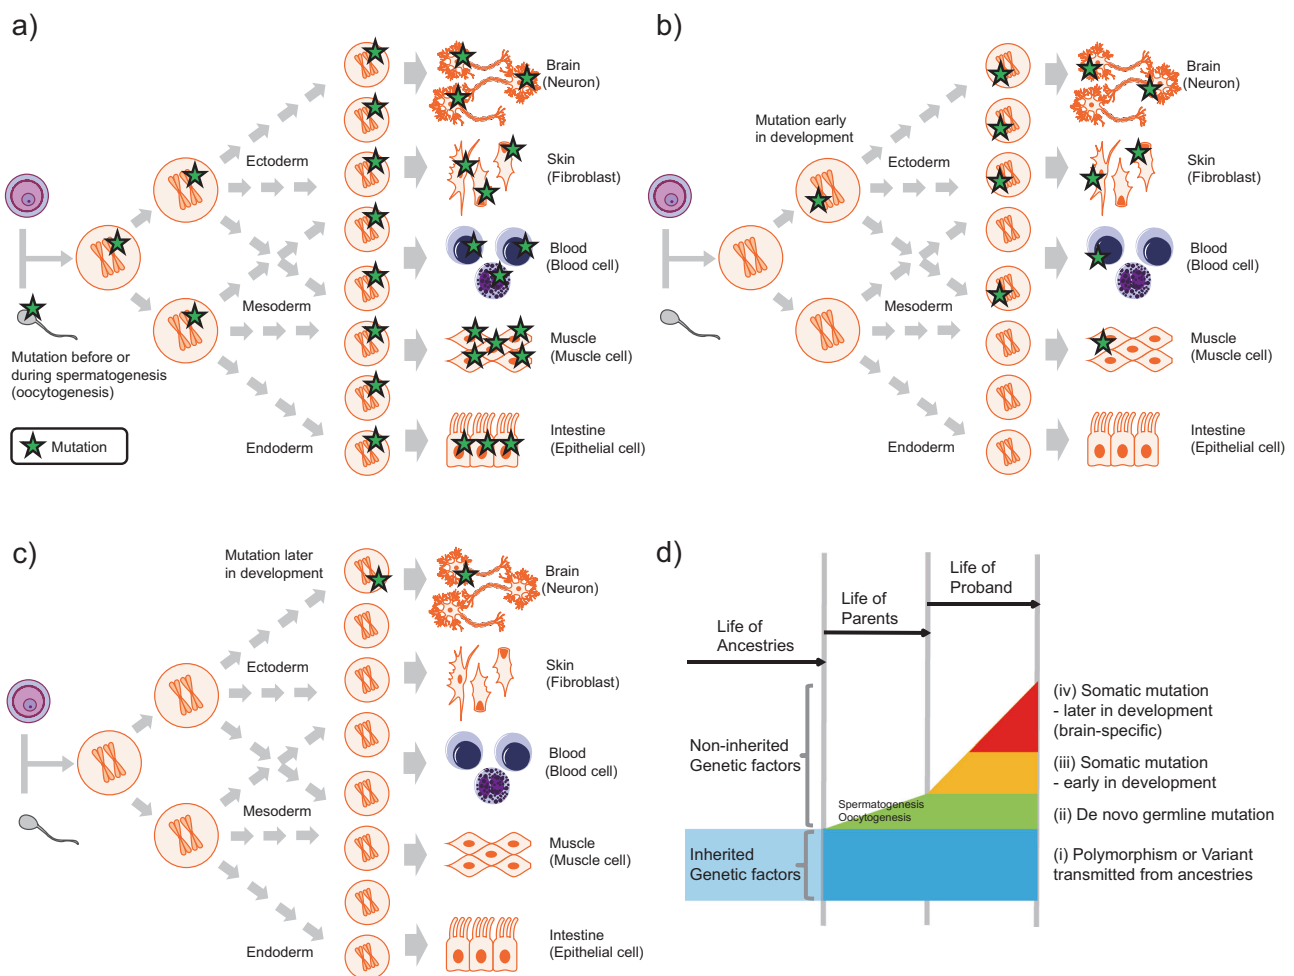 a)
Brain
(Neuron)
Ectoderm
Skin
(Fibroblast)
Blood
(Blood cell)
Mesoderm
Muscle
(Muscle cell)
Mutation before or
during spermatogenesis
(oocytogenesis)
Mutation
Endoderm
Intestine
(Epithelial cell)
b)
Brain
(Neuron)
Mutation early
in development
Ectoderm
Skin
(Fibroblast)
Blood
(Blood cell)
Mesoderm
Muscle
(Muscle cell)
Endoderm
Intestine
(Epithelial cell)
c)
Mutation later
in development
Brain
(Neuron)
Ectoderm
Skin
(Fibroblast)
Blood
(Blood cell)
Mesoderm
Muscle
(Muscle cell)
Endoderm
Intestine
(Epithelial cell)
d)
Life of
Proband
Life of
Parents
Life of
Ancestries
(iv) Somatic mutation
- later in development
(brain-specific)
Non-inherited
Genetic factors
(iii) Somatic mutation
- early in development
Spermatogenesis
Oocytogenesis
(ii) De novo germline mutation
Inherited
Genetic factors
(i) Polymorphism or Variant
transmitted from ancestries